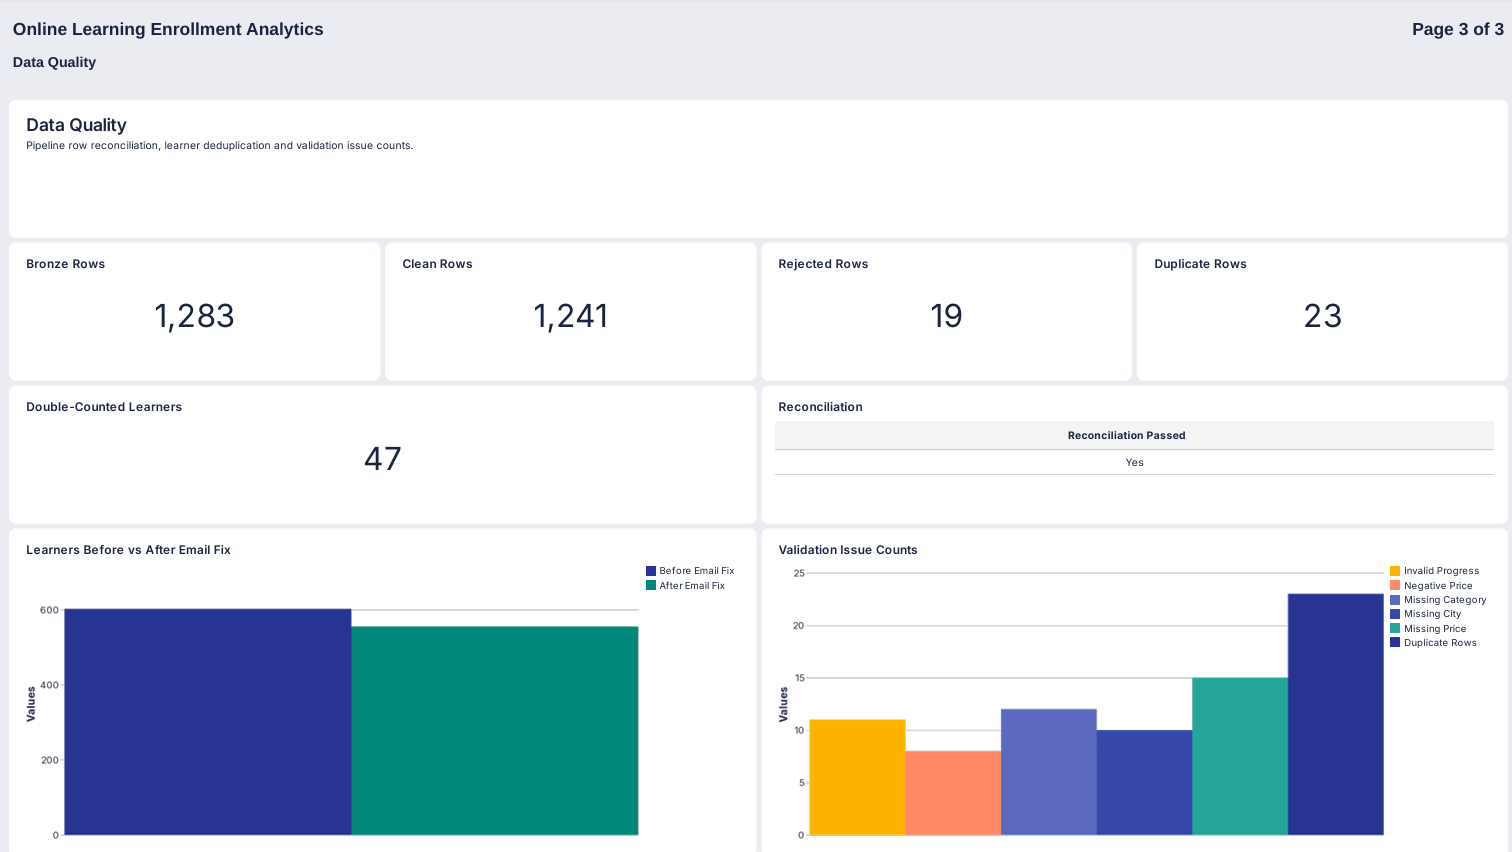 Online Learning Enrollment Analytics
Page 3 of 3
Data Quality
Data Quality
Pipeline row reconciliation, learner deduplication and validation issue counts.
Bronze Rows
1,283
Clean Rows
1,241
Rejected Rows
19
Duplicate Rows
23
Double-Counted Learners
47
Reconciliation
Reconciliation Passed
Yes
Learners Before vs After Email Fix
Before Email Fix
After Email Fix
Values
600
400
200
0
Validation Issue Counts
Invalid Progress
Negative Price
Missing Category
Missing City
Missing Price
Duplicate Rows
Values
25
20
15
10
5
0